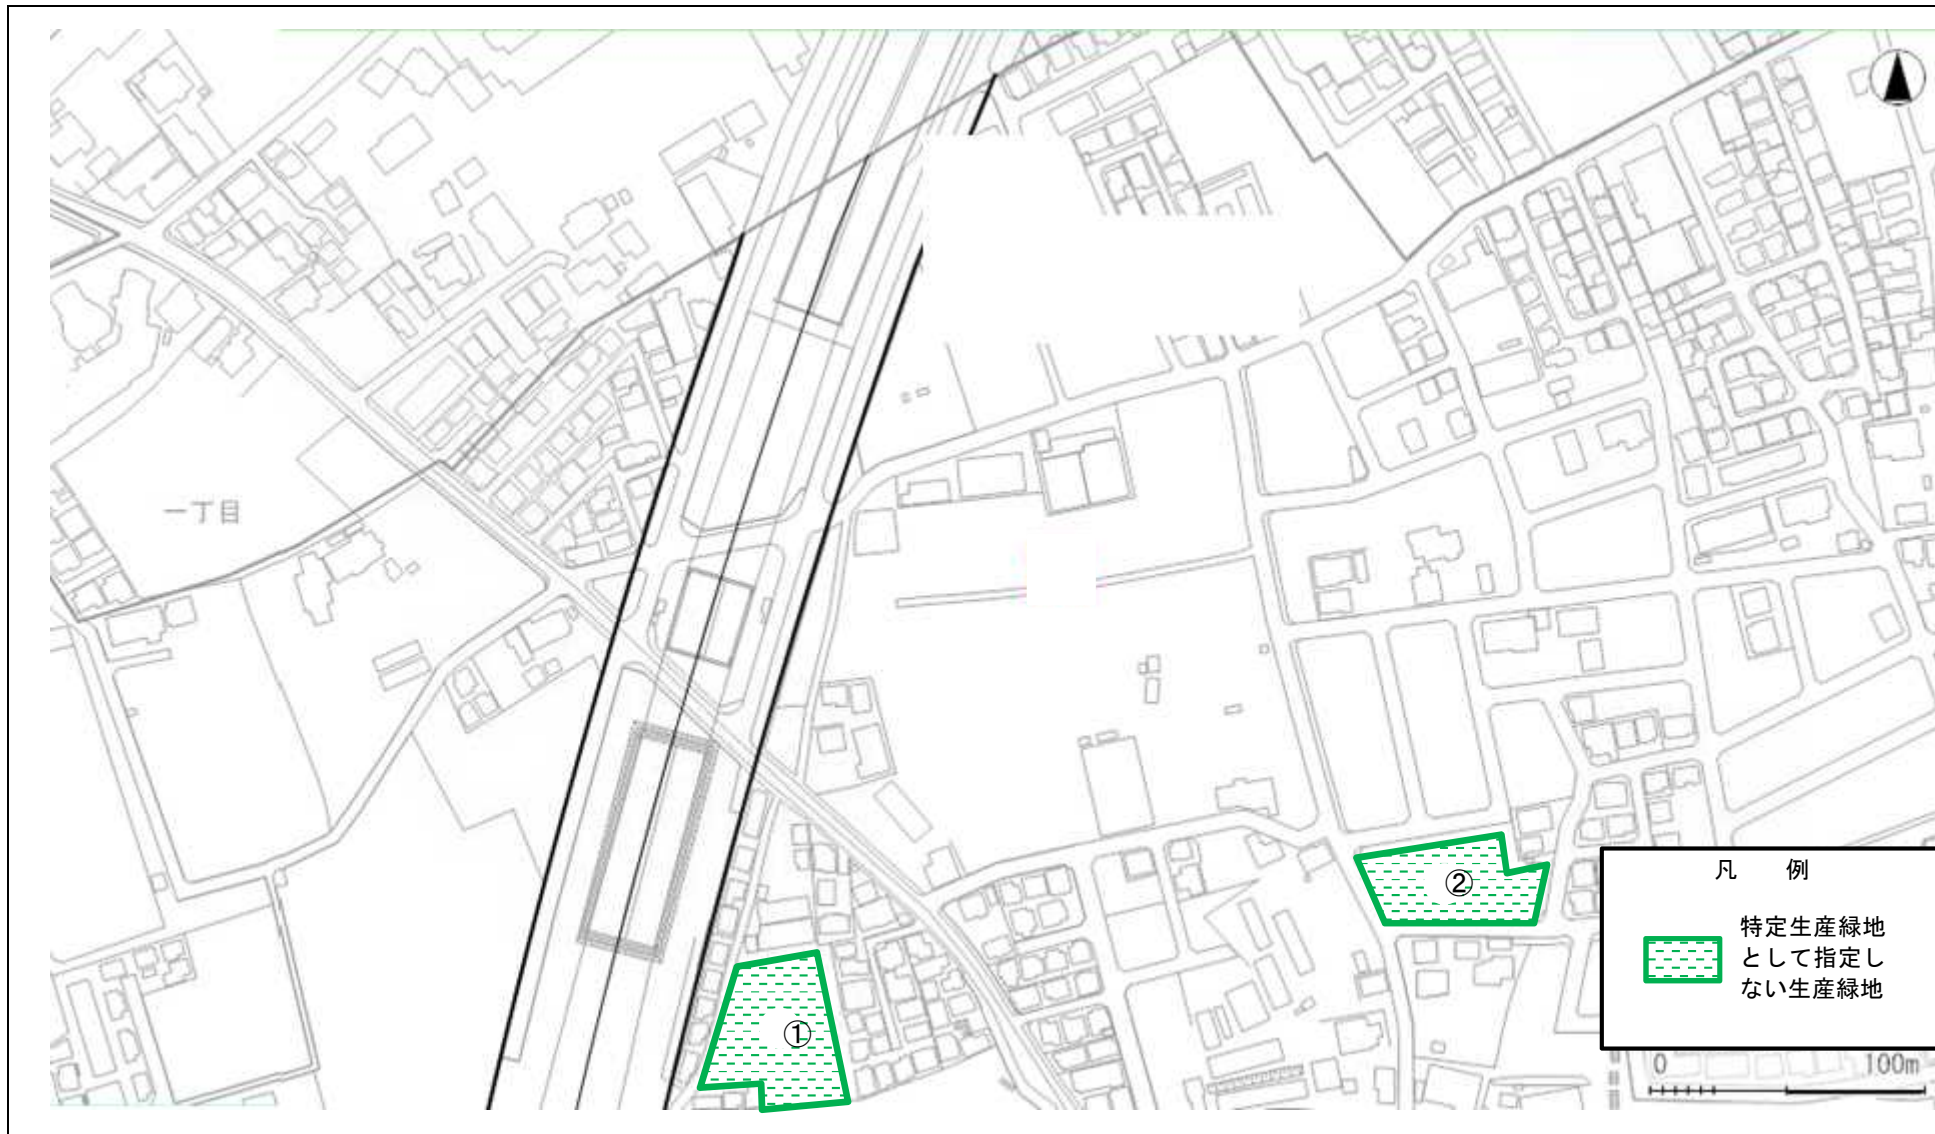 一丁目
②
凡　例
特定生産緑地
として指定し
ない生産緑地
①
0 100m